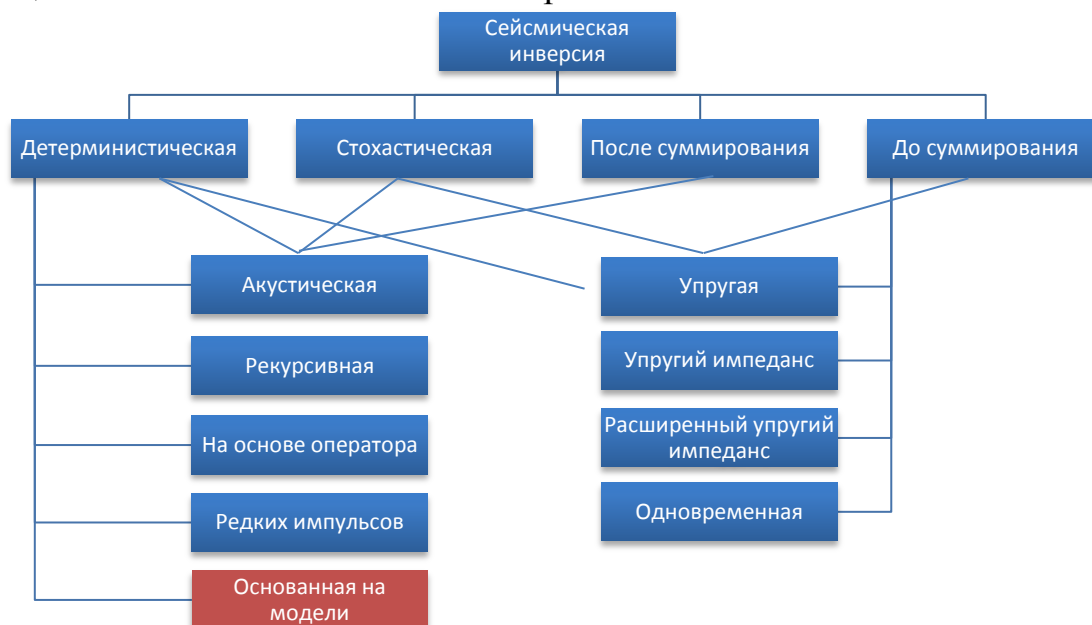 Сейсмическая
инверсия
Детерминистическая
Стохастическая
После суммирования
До суммирования
Акустическая
Упругая
Рекурсивная
Упругий импеданс
На основе оператора
Расширенный упругий
импеданс
Редких импульсов
Одновременная
Основанная на
модели